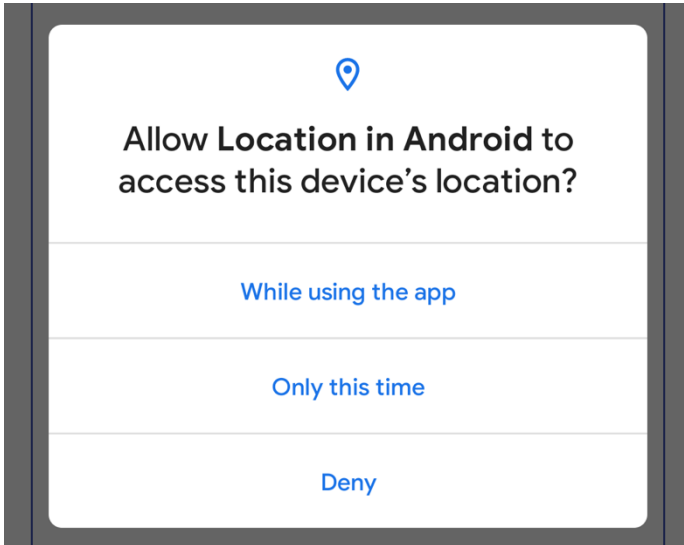 Allow Location in Android to
access this device’s location?
While using the app
Only this time
Deny